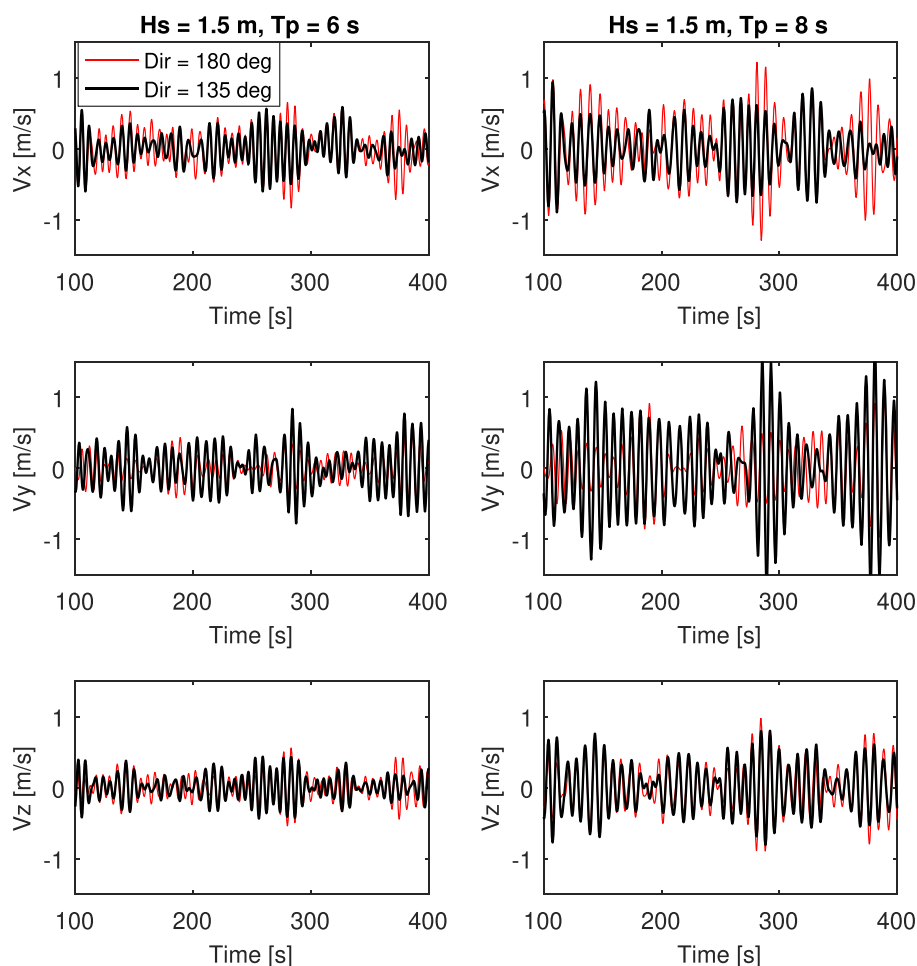 Hs = 1.5 m, Tp = 6 s
Hs = 1.5 m, Tp = 8 s
Dir = 180 deg
Dir = 135 deg
Vx [m/s]
1
0
-1
100
200
300
400
Time [s]
Vx [m/s]
1
0
-1
100
200
300
400
Time [s]
Vy [m/s]
1
0
-1
100
200
300
400
Time [s]
Vy [m/s]
1
0
-1
100
200
300
400
Time [s]
Vz [m/s]
1
0
-1
100
200
300
400
Time [s]
Vz [m/s]
1
0
-1
100
200
300
400
Time [s]